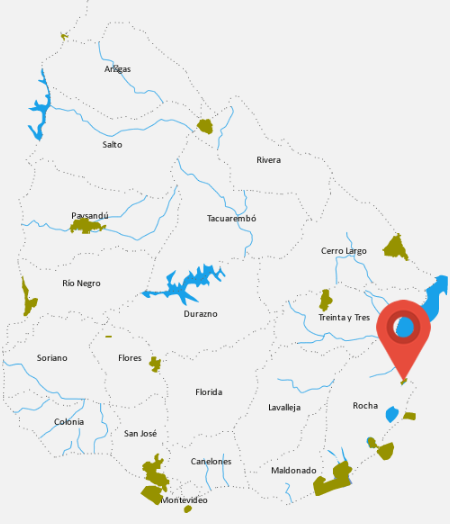 Artigas
Salto
Rivera
Paysandú
Tacuarembó
Cerro Largo
Río Negro
Durazno
Treinta y Tres
Soriano
Flores
Florida
Lavalleja
Rocha
Colonia
San José
Canelones
Maldonado
Montevideo